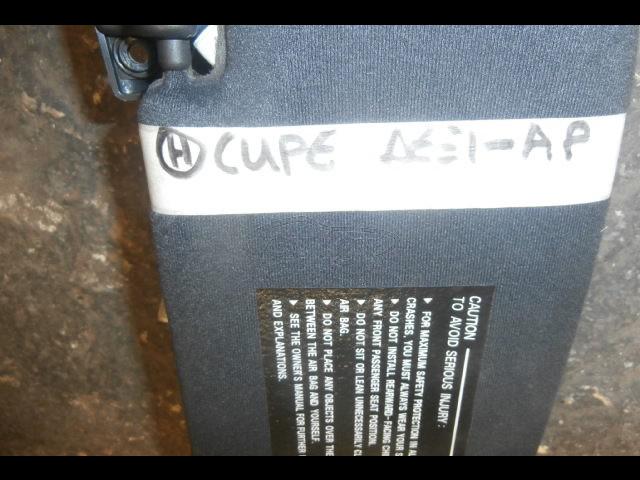 Ⓗ CUPE ΔΕΞΙ-ΑΡ
CAUTION
TO AVOID SERIOUS INJURY:
▶ FOR MAXIMUM SAFETY PROTECTION IN
CRASHES, YOU MUST ALWAYS WEAR YOUR
▶ DO NOT INSTALL REARWARD-FACING
ANY FRONT PASSENGER SEAT POSITION.
▶ DO NOT SIT OR LEAN UNNECESSARILY
AIR BAG.
▶ DO NOT PLACE ANY OBJECTS OVER THE
BETWEEN THE AIR BAG AND YOURSELF.
▶ SEE THE OWNER'S MANUAL FOR FURTHER
AND EXPLANATIONS.